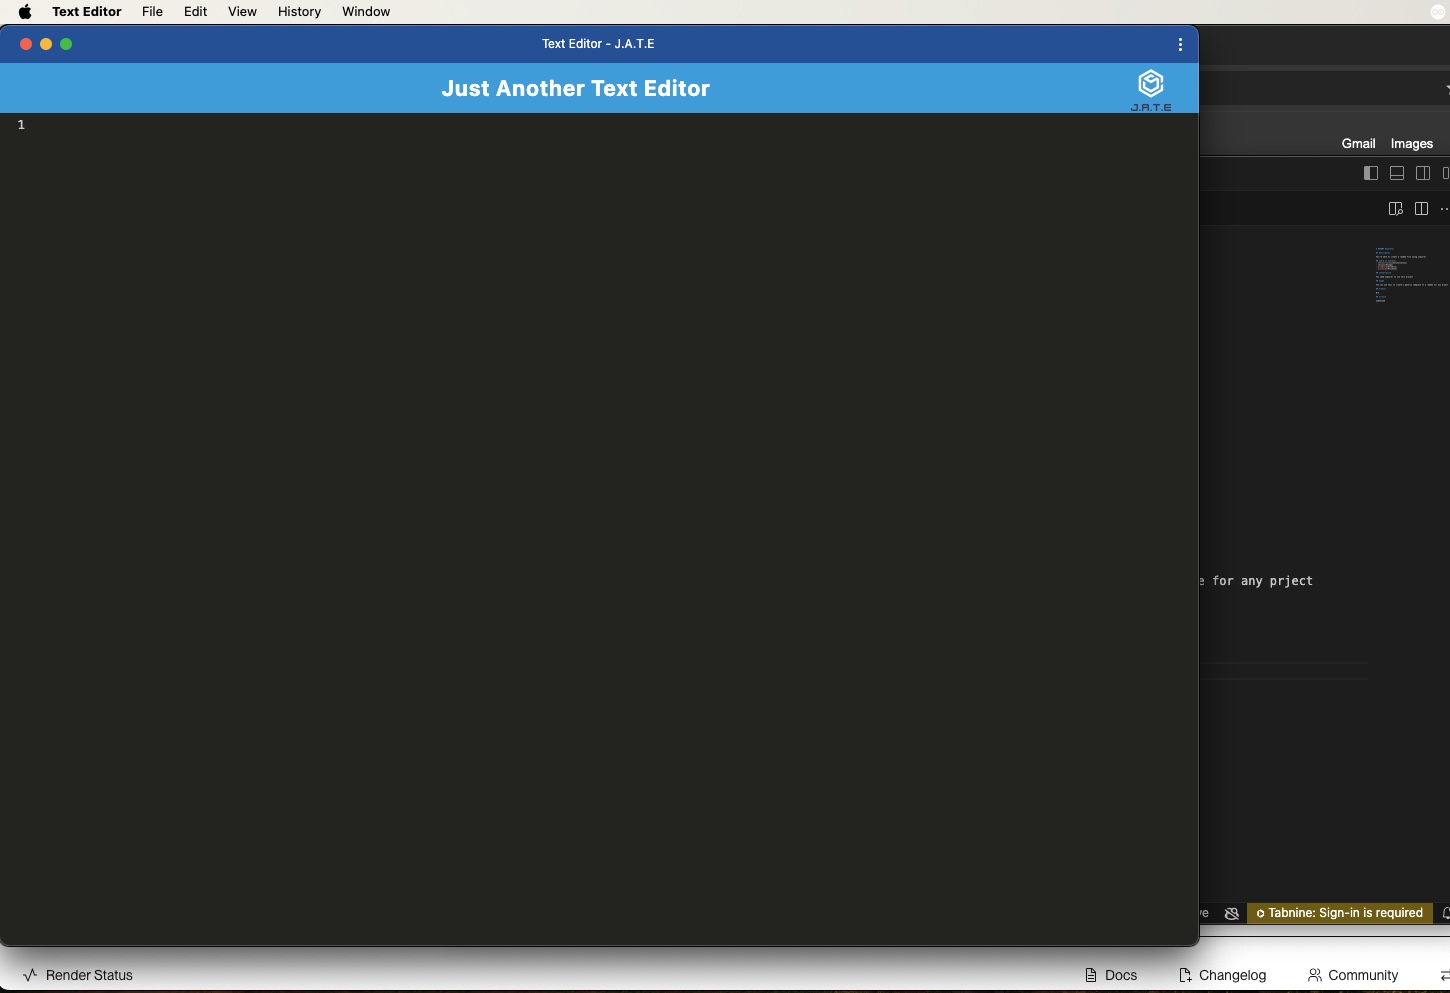 Text Editor File Edit View History Window
Text Editor - J.A.T.E
Just Another Text Editor
J.A.T.E
1
Gmail Images
e for any prject
Tabnine: Sign-in is required
Render Status
Docs Changelog Community